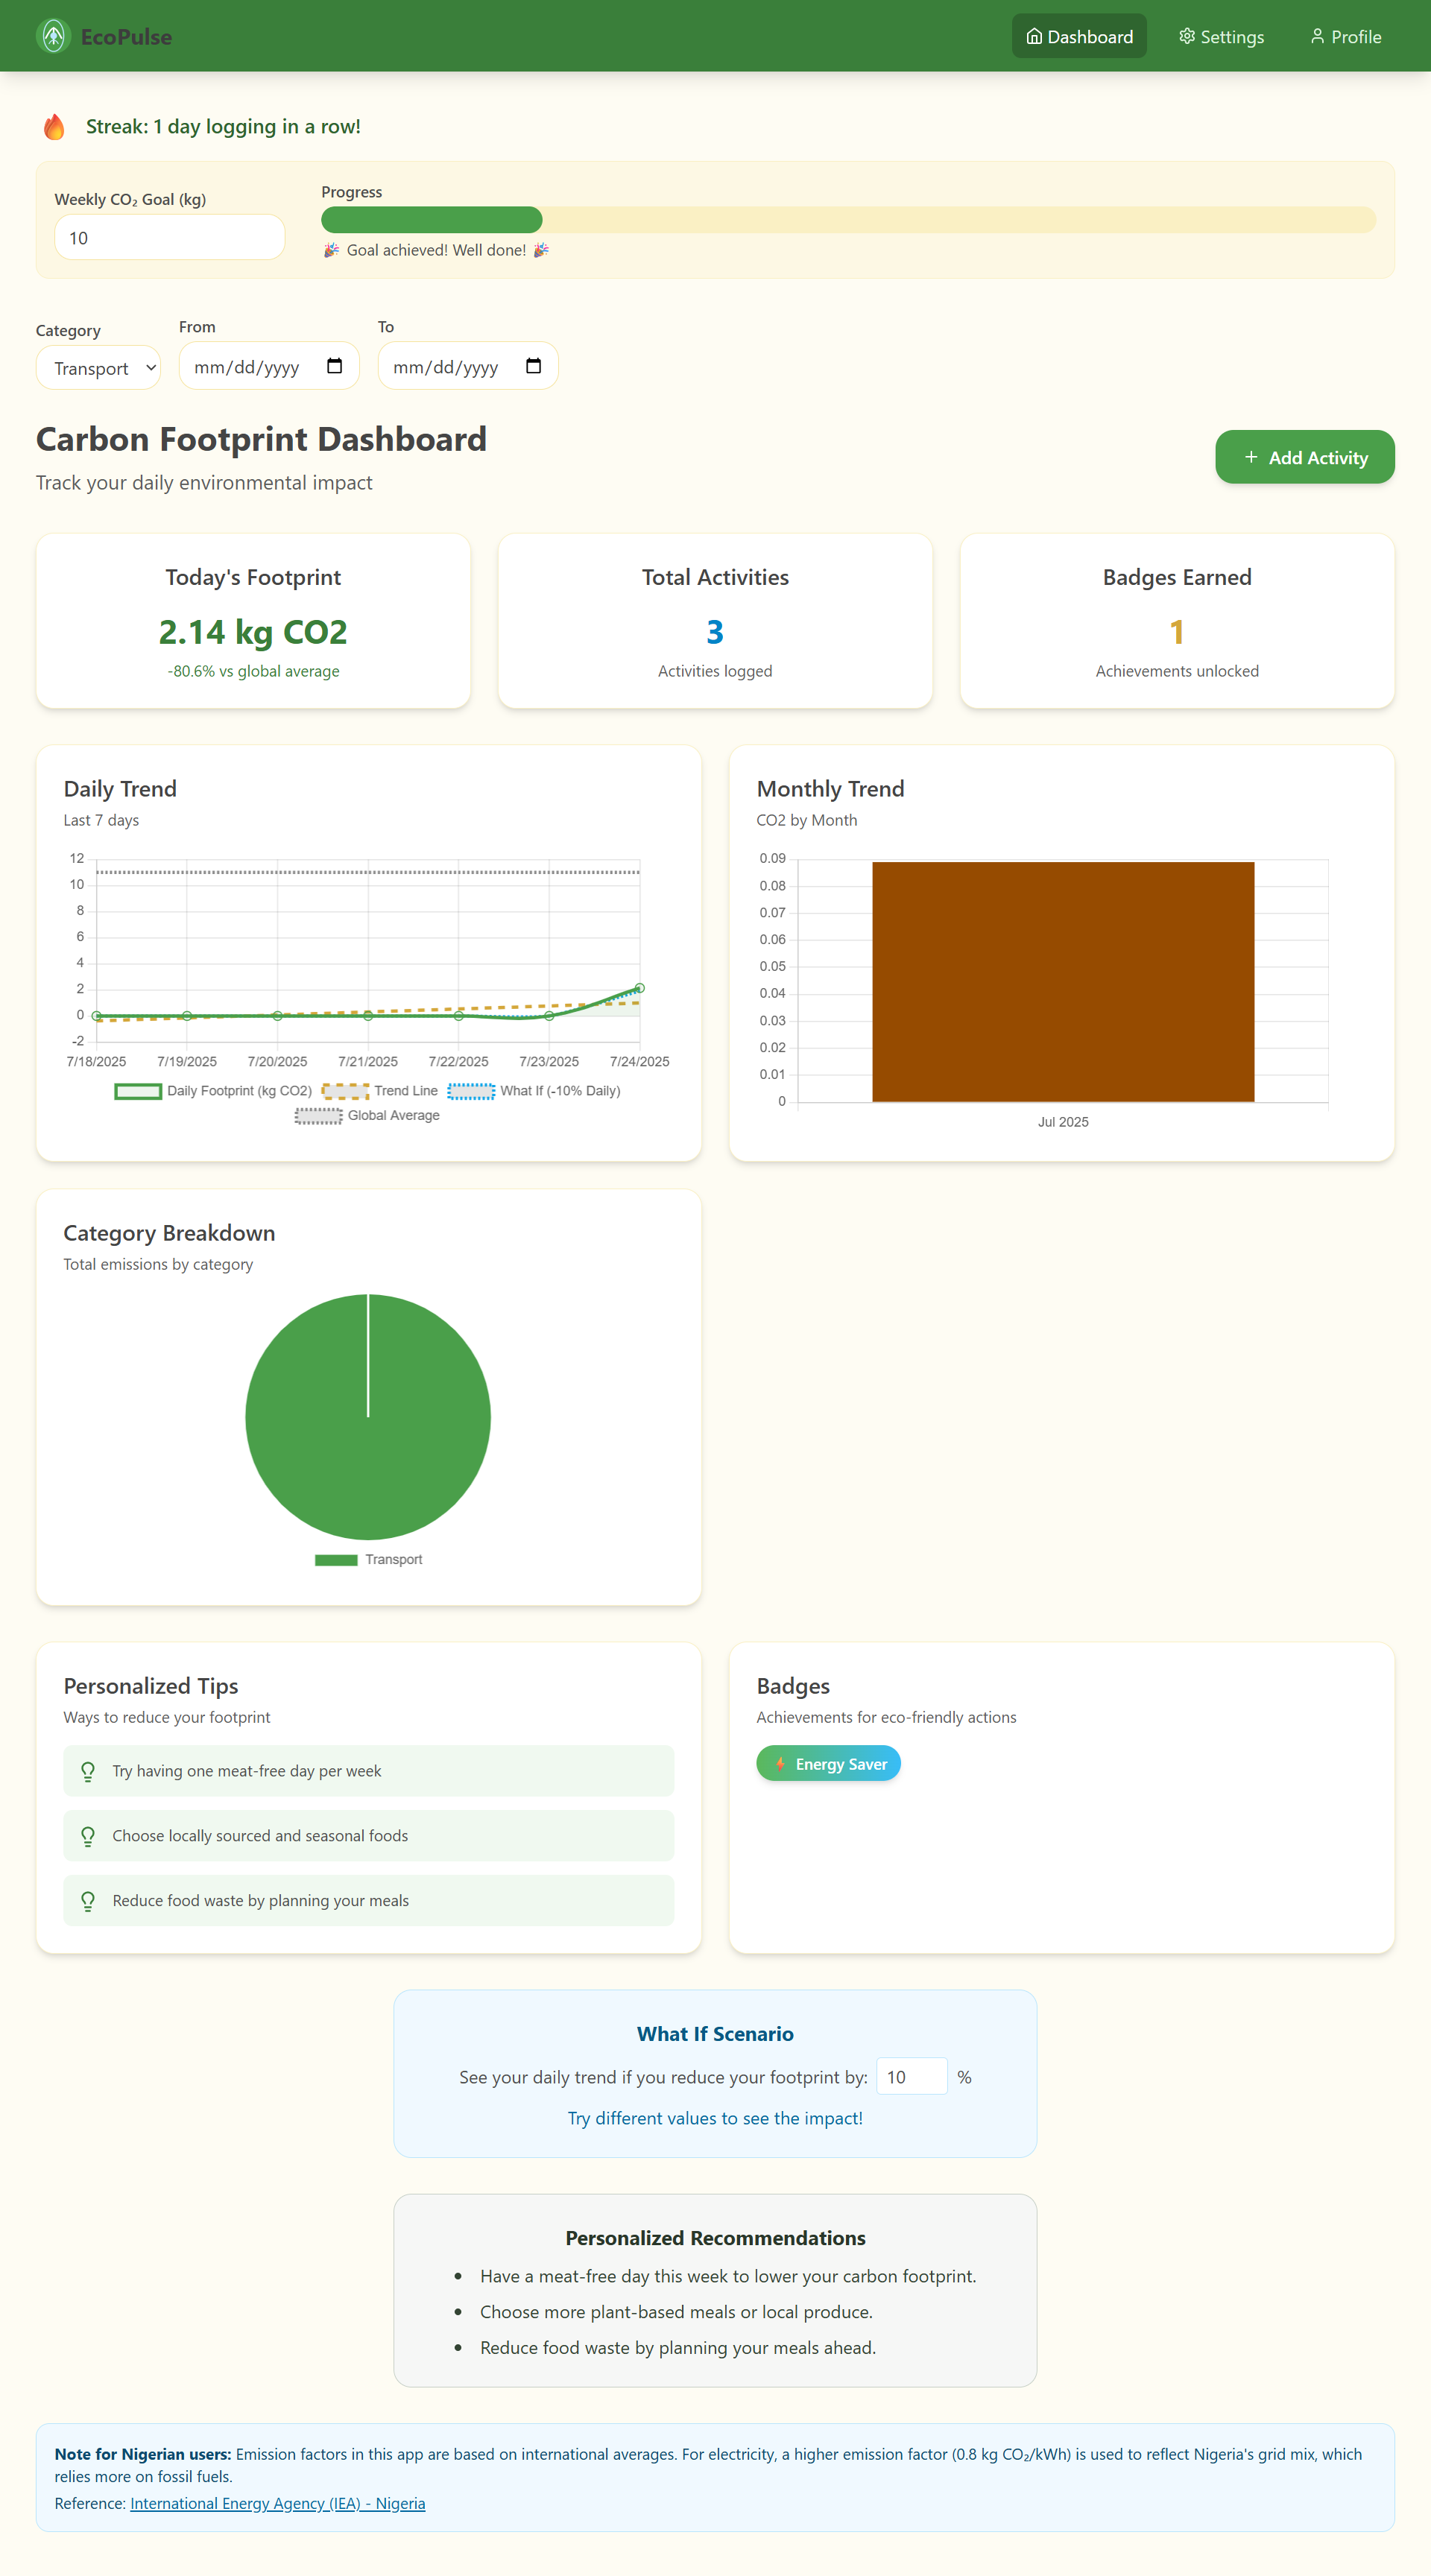 EcoPulse
Dashboard
Settings
Profile
🔥 Streak: 1 day logging in a row!
Weekly CO₂ Goal (kg)
10
Progress
🎉 Goal achieved! Well done! 🎉
Category
Transport
From
mm/dd/yyyy
To
mm/dd/yyyy
Carbon Footprint Dashboard
Track your daily environmental impact
+ Add Activity
Today's Footprint
2.14 kg CO2
-80.6% vs global average
Total Activities
3
Activities logged
Badges Earned
1
Achievements unlocked
Daily Trend
Last 7 days
12
10
8
6
4
2
0
-2
7/18/2025
7/19/2025
7/20/2025
7/21/2025
7/22/2025
7/23/2025
7/24/2025
Daily Footprint (kg CO2)
Trend Line
What If (-10% Daily)
Global Average
Monthly Trend
CO2 by Month
0.09
0.08
0.07
0.06
0.05
0.04
0.03
0.02
0.01
0
Jul 2025
Category Breakdown
Total emissions by category
Transport
Personalized Tips
Ways to reduce your footprint
Try having one meat-free day per week
Choose locally sourced and seasonal foods
Reduce food waste by planning your meals
Badges
Achievements for eco-friendly actions
⚡ Energy Saver
What If Scenario
See your daily trend if you reduce your footprint by: 10 %
Try different values to see the impact!
Personalized Recommendations
• Have a meat-free day this week to lower your carbon footprint.
• Choose more plant-based meals or local produce.
• Reduce food waste by planning your meals ahead.
Note for Nigerian users: Emission factors in this app are based on international averages. For electricity, a higher emission factor (0.8 kg CO₂/kWh) is used to reflect Nigeria's grid mix, which
relies more on fossil fuels.
Reference: International Energy Agency (IEA) - Nigeria